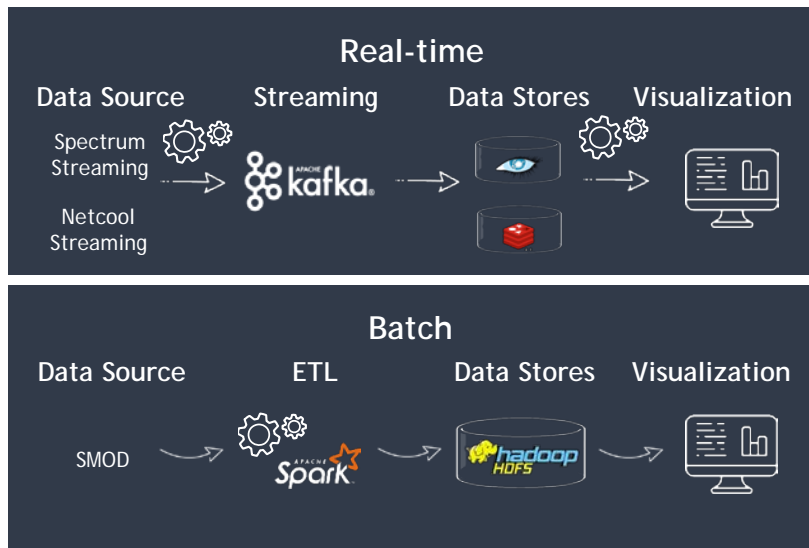 Real-time
Data Source Streaming Data Stores Visualization
Spectrum
Streaming
APACHE
kafka®
Netcool
Streaming
Batch
Data Source ETL Data Stores Visualization
SMOD
APACHE
Spark
hadoop
HDFS